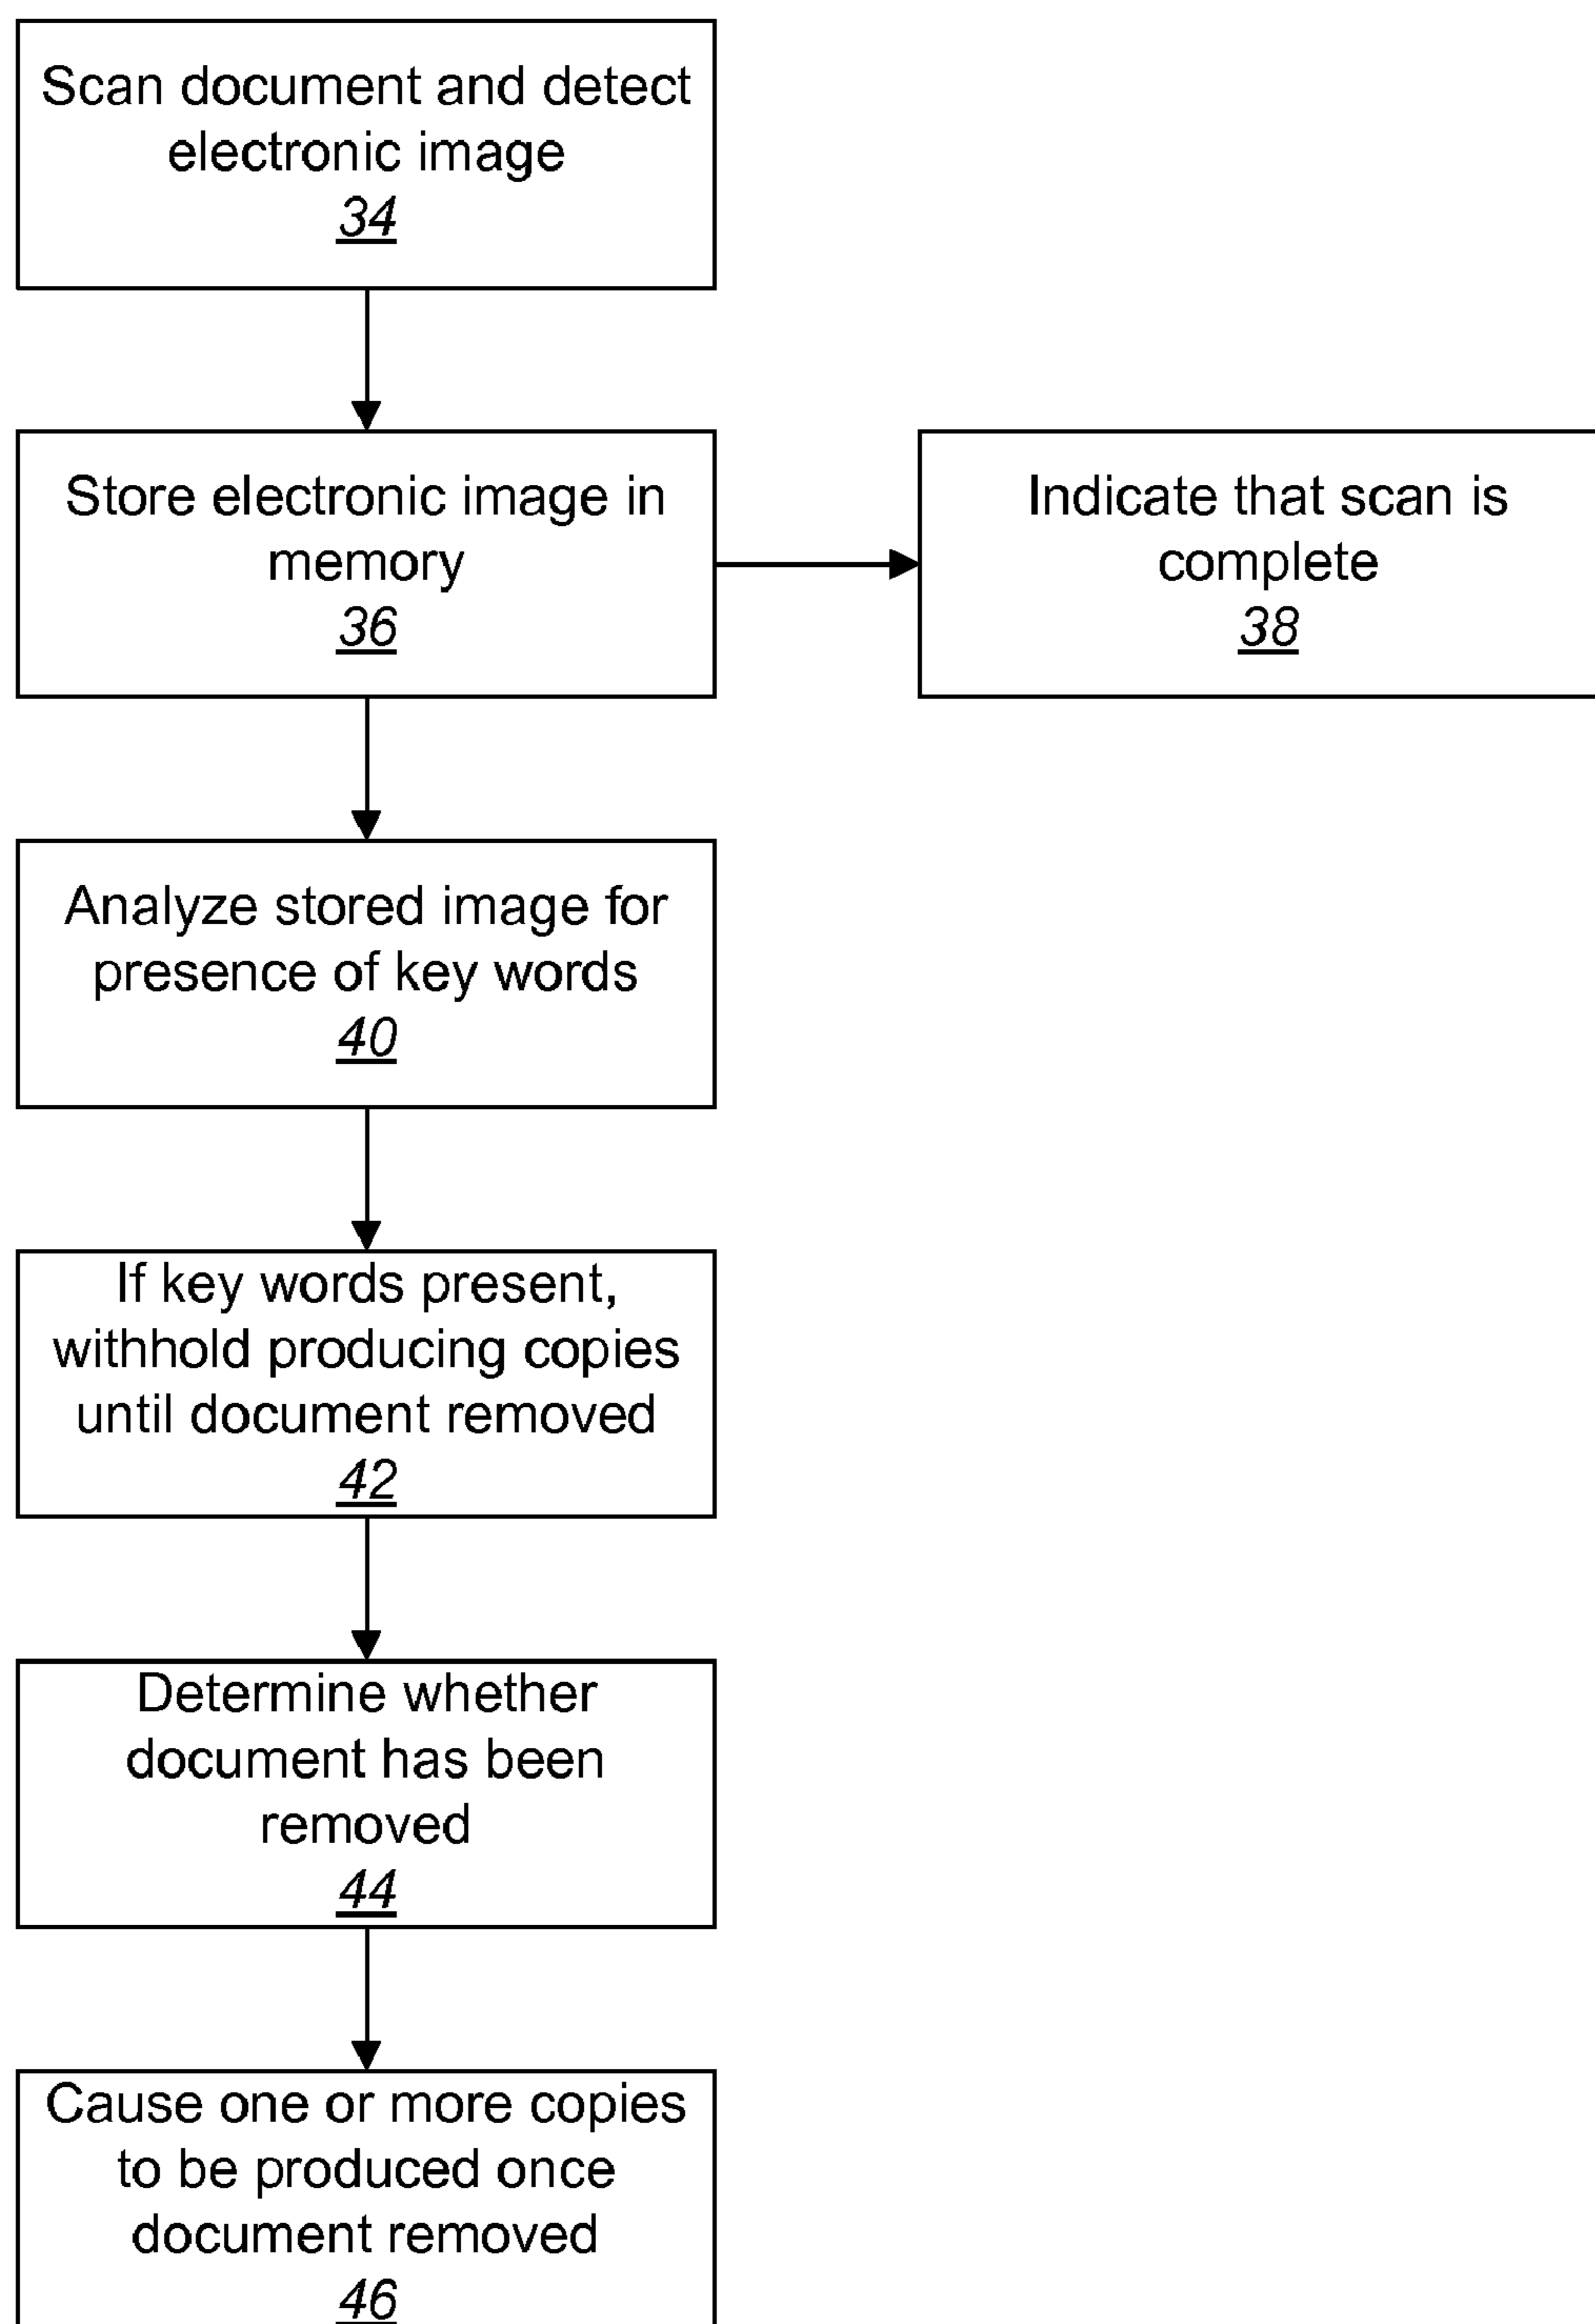 Scan document and detect
electronic image
34
Store electronic image in
memory
36
Indicate that scan is
complete
38
Analyze stored image for
presence of key words
40
If key words present,
withhold producing copies
until document removed
42
Determine whether
document has been
removed
44
Cause one or more copies
to be produced once
document removed
46